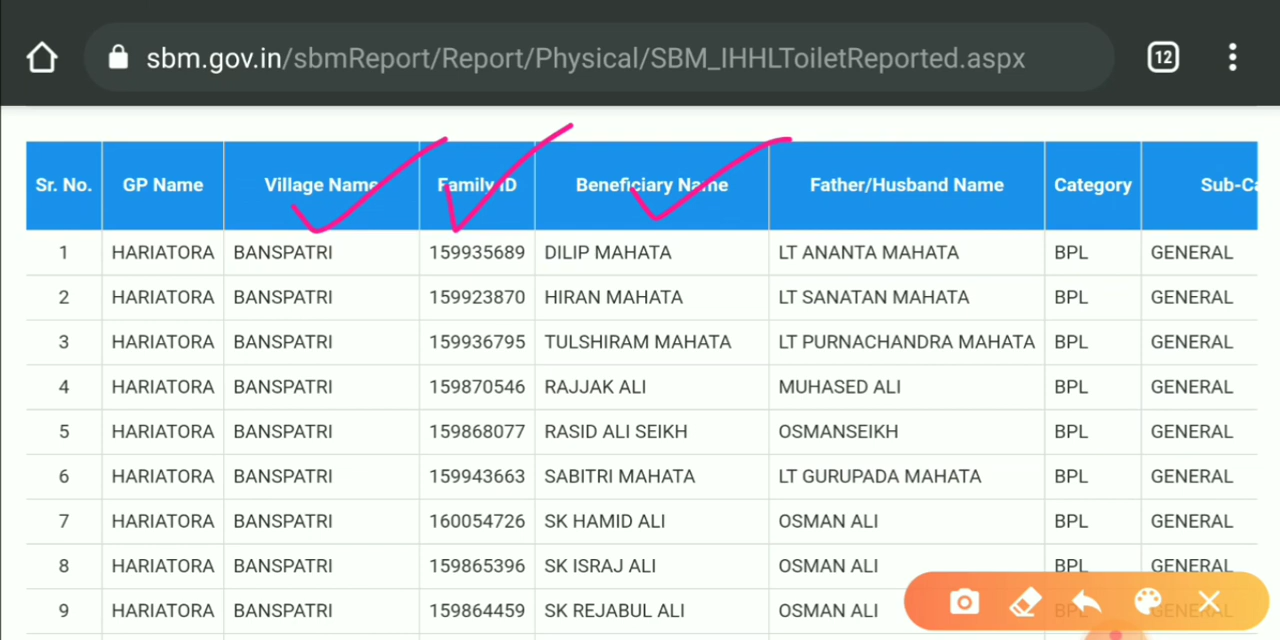 sbm.gov.in/sbmReport/Report/Physical/SBM_IHHLToiletReported.aspx 12
Sr. No. GP Name Village Name Family ID Beneficiary Name Father/Husband Name Category Sub-Ca
1 HARIATORA BANSPATRI 159935689 DILIP MAHATA LT ANANTA MAHATA BPL GENERAL
2 HARIATORA BANSPATRI 159923870 HIRAN MAHATA LT SANATAN MAHATA BPL GENERAL
3 HARIATORA BANSPATRI 159936795 TULSHIRAM MAHATA LT PURNACHANDRA MAHATA BPL GENERAL
4 HARIATORA BANSPATRI 159870546 RAJJAK ALI MUHASED ALI BPL GENERAL
5 HARIATORA BANSPATRI 159868077 RASID ALI SEIKH OSMANSEIKH BPL GENERAL
6 HARIATORA BANSPATRI 159943663 SABITRI MAHATA LT GURUPADA MAHATA BPL GENERAL
7 HARIATORA BANSPATRI 160054726 SK HAMID ALI OSMAN ALI BPL GENERAL
8 HARIATORA BANSPATRI 159865396 SK ISRAJ ALI OSMAN ALI BPL GENERAL
9 HARIATORA BANSPATRI 159864459 SK REJABUL ALI OSMAN ALI BPL GENERAL